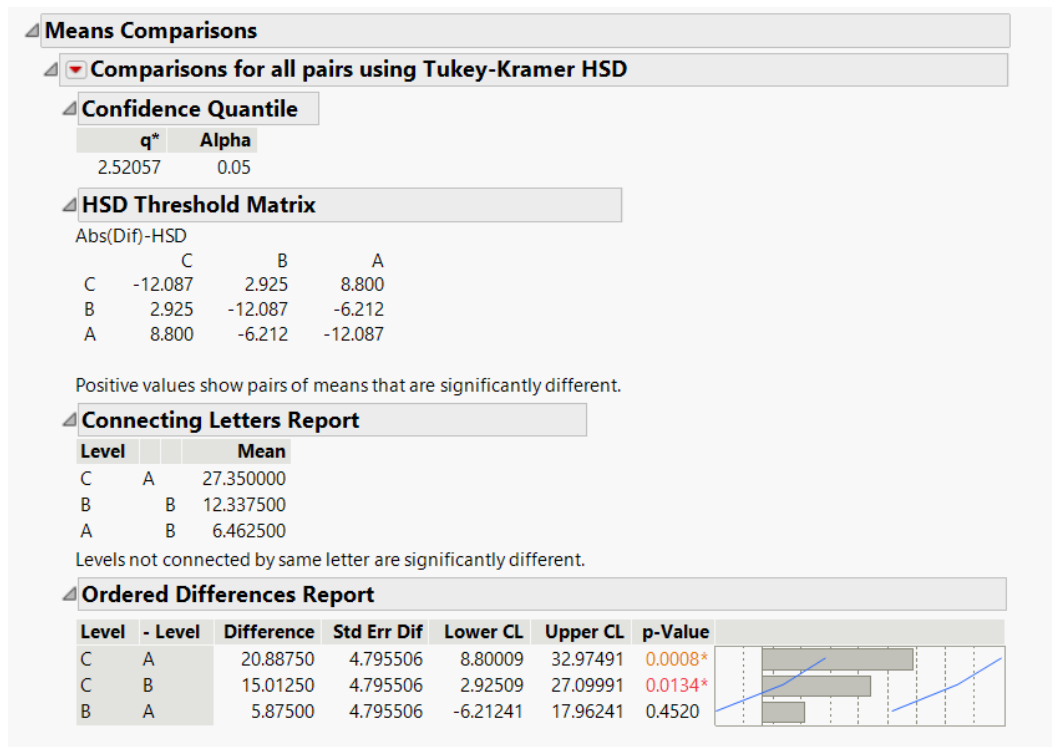 Means Comparisons
Comparisons for all pairs using Tukey-Kramer HSD
Confidence Quantile
q* Alpha
2.52057 0.05
HSD Threshold Matrix
Abs(Dif)-HSD
C B A
C -12.087 2.925 8.800
B 2.925 -12.087 -6.212
A 8.800 -6.212 -12.087
Positive values show pairs of means that are significantly different.
Connecting Letters Report
Level Mean
C A 27.350000
B B 12.337500
A B 6.462500
Levels not connected by same letter are significantly different.
Ordered Differences Report
Level - Level Difference Std Err Dif Lower CL Upper CL p-Value
C A 20.88750 4.795506 8.80009 32.97491 0.0008*
C B 15.01250 4.795506 2.92509 27.09991 0.0134*
B A 5.87500 4.795506 -6.21241 17.96241 0.4520